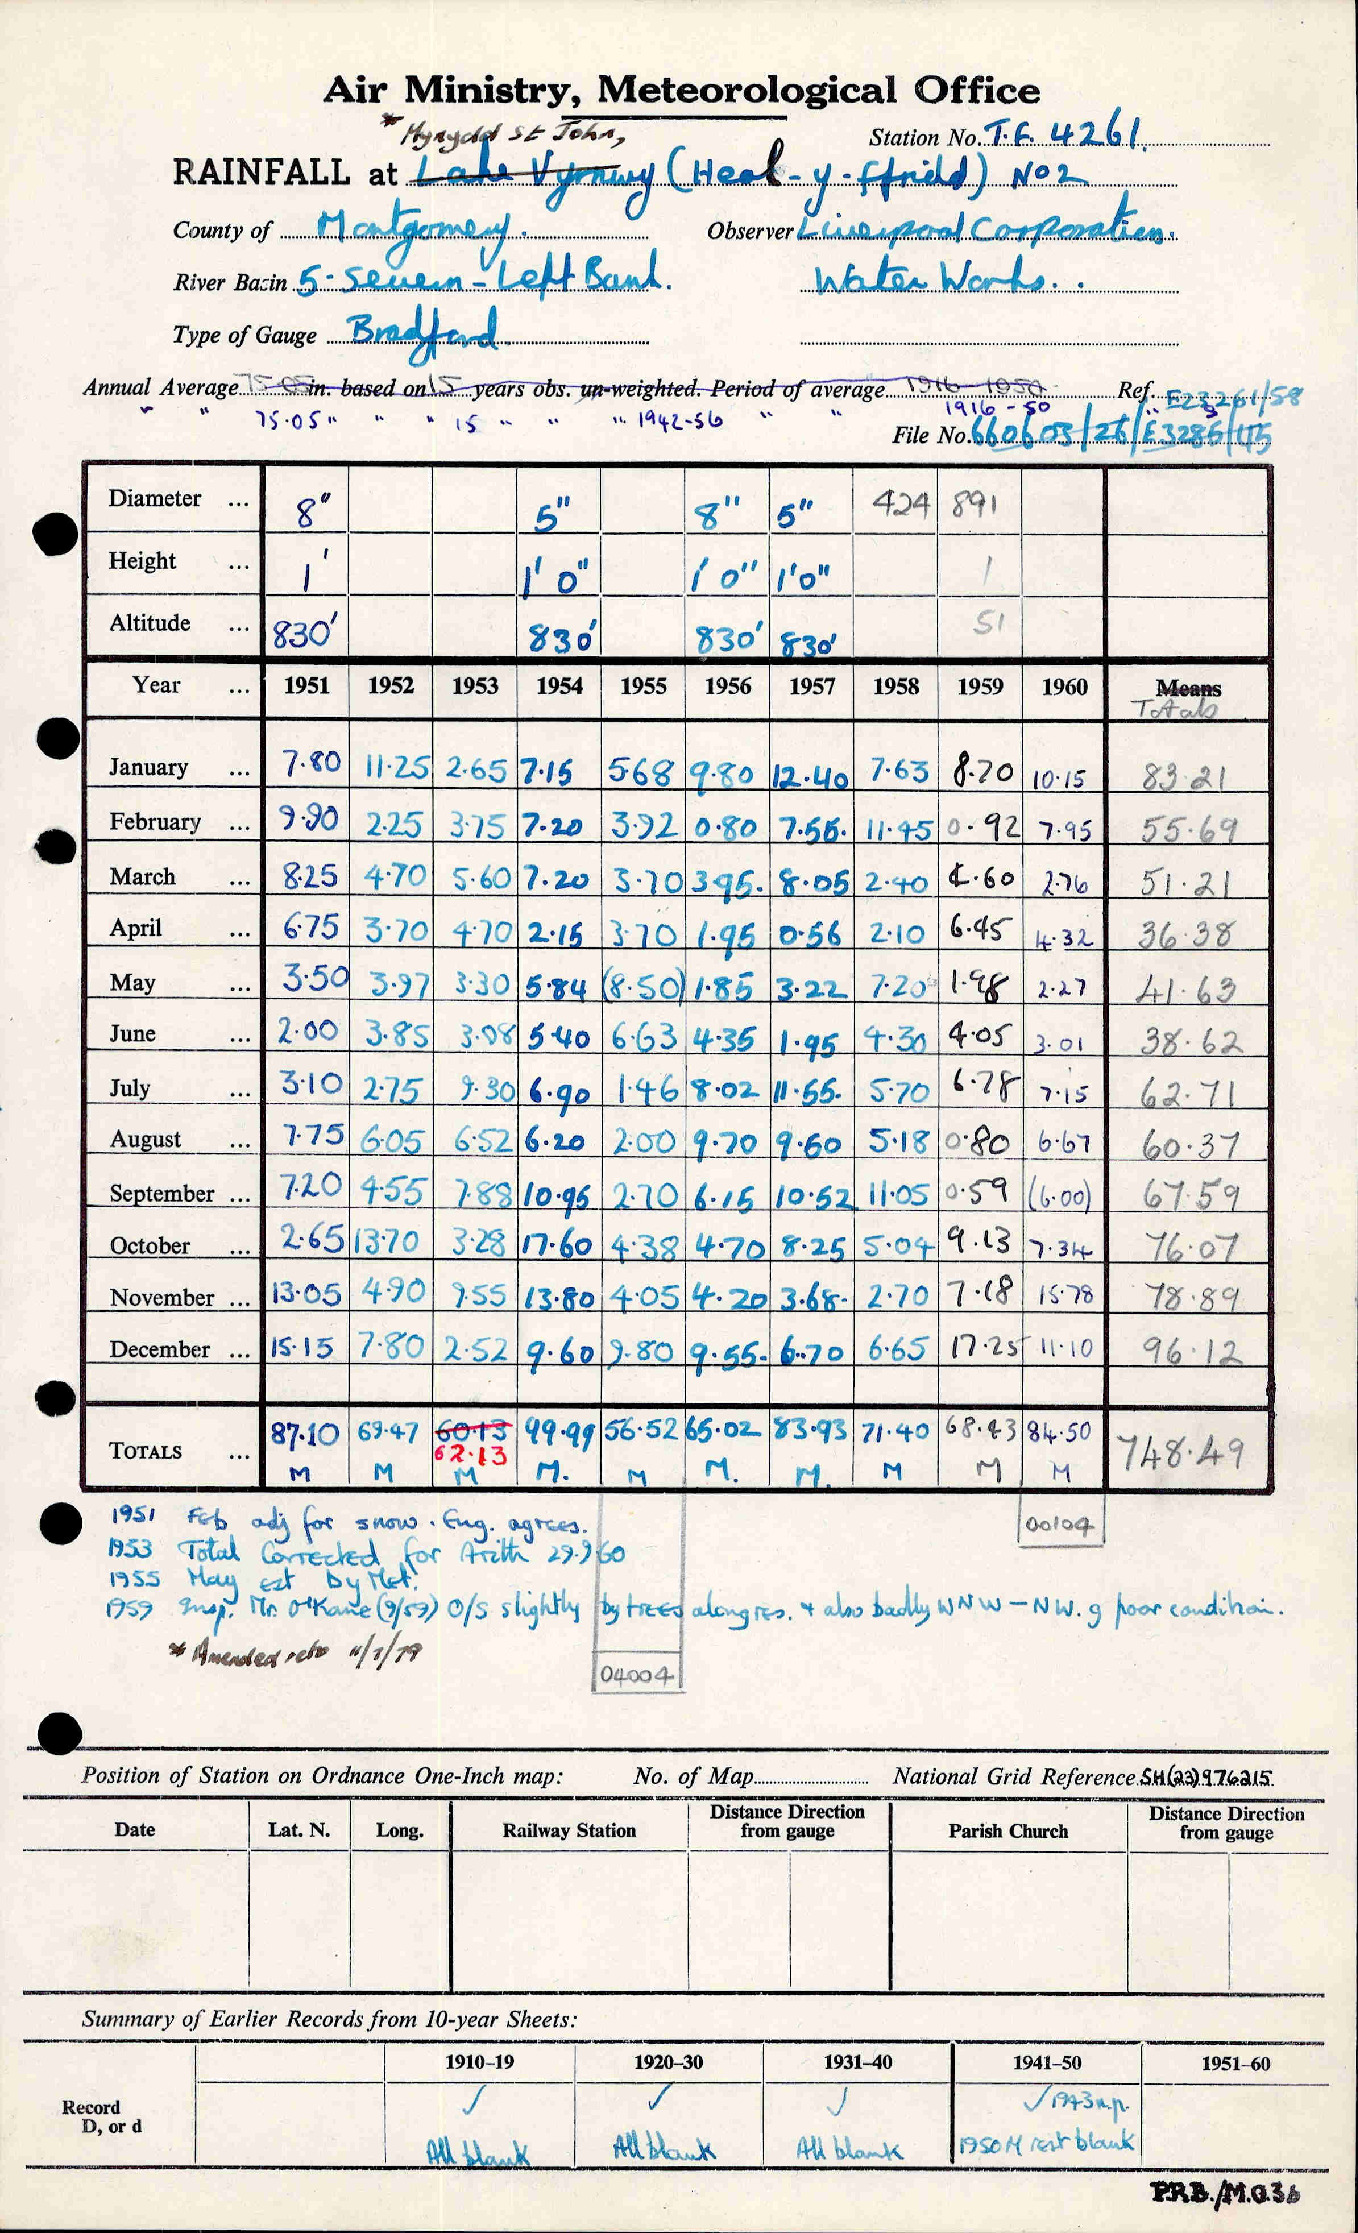 Air Ministry, Meteorological Office
* Mynydd St John,
Station No. T.F. 4261.
RAINFALL at Lake Vyrnwy (Heol-y-ffridd) No 2
County of Montgomery.
Observer Liverpool Corporation.
River Basin 5-Severn-Left Bank.
Water Works.
Type of Gauge Bradford
Annual Average 75.05 in. based on 15 years obs. un-weighted. Period of average 1916-1950 Ref. E23261/58
" " 75.05" " " 15 " " " 1942-56 " " 1916-50
File No. 660603/26/E3285/45
Diameter ... 8" 5" 8" 5" 424 891
Height ... 1' 1' 0" 1' 0" 1'0" 1
Altitude ... 830' 830' 830' 830' 51
Year ... 1951 1952 1953 1954 1955 1956 1957 1958 1959 1960 Means Totals
January ... 7.80 11.25 2.65 7.15 5.68 9.80 12.40 7.63 8.70 10.15 83.21
February ... 9.90 2.25 3.75 7.20 3.92 0.80 7.55. 11.45 0.92 7.95 55.69
March ... 8.25 4.70 5.60 7.20 3.70 3.95. 8.05 2.40 4.60 2.76 51.21
April ... 6.75 3.70 4.70 2.15 3.70 1.95 0.56 2.10 6.45 4.32 36.38
May ... 3.50 3.97 3.30 5.84 (8.50) 1.85 3.22 7.20 1.98 2.27 41.63
June ... 2.00 3.85 3.08 5.40 6.63 4.35 1.95 4.30 4.05 3.01 38.62
July ... 3.10 2.75 9.30 6.90 1.46 8.02 11.55. 5.70 6.78 7.15 62.71
August ... 7.75 6.05 6.52 6.20 2.00 9.70 9.60 5.18 0.80 6.67 60.37
September ... 7.20 4.55 7.88 10.95 2.70 6.15 10.52 11.05 0.59 (6.00) 67.59
October ... 2.65 13.70 3.28 17.60 4.38 4.70 8.25 5.04 9.13 7.34 76.07
November ... 13.05 4.90 9.55 13.80 4.05 4.20 3.68. 2.70 7.18 15.78 78.89
December ... 15.15 7.80 2.52 9.60 9.80 9.55. 6.70 6.65 17.25 11.10 96.12
TOTALS ... 87.10 69.47 60.13 99.99 56.52 65.02 83.93 71.40 68.43 84.50 748.49
62.13
M M M M. M M. M. M M M
1951 Feb adj for snow. Eng. agrees.
00104
1953 Total Corrected for Arith 29.9.60
1955 May est by Met.
1959 Insp. Mr. O'Kane (9/59) O/S slightly by trees along res. + also badly WNW-NW. g poor condition.
* Amended 11/7/79
04004
Position of Station on Ordnance One-Inch map: No. of Map National Grid Reference SH(23)976215
Date Lat. N. Long. Railway Station Distance Direction from gauge Parish Church Distance Direction from gauge
Summary of Earlier Records from 10-year Sheets:
1910-19 1920-30 1931-40 1941-50 1951-60
Record D, or d ✓ ✓ ✓ ✓ 1943 n.p.
All blank All blank All blank 1950 M rest blank
P.R.B./M.O.3b